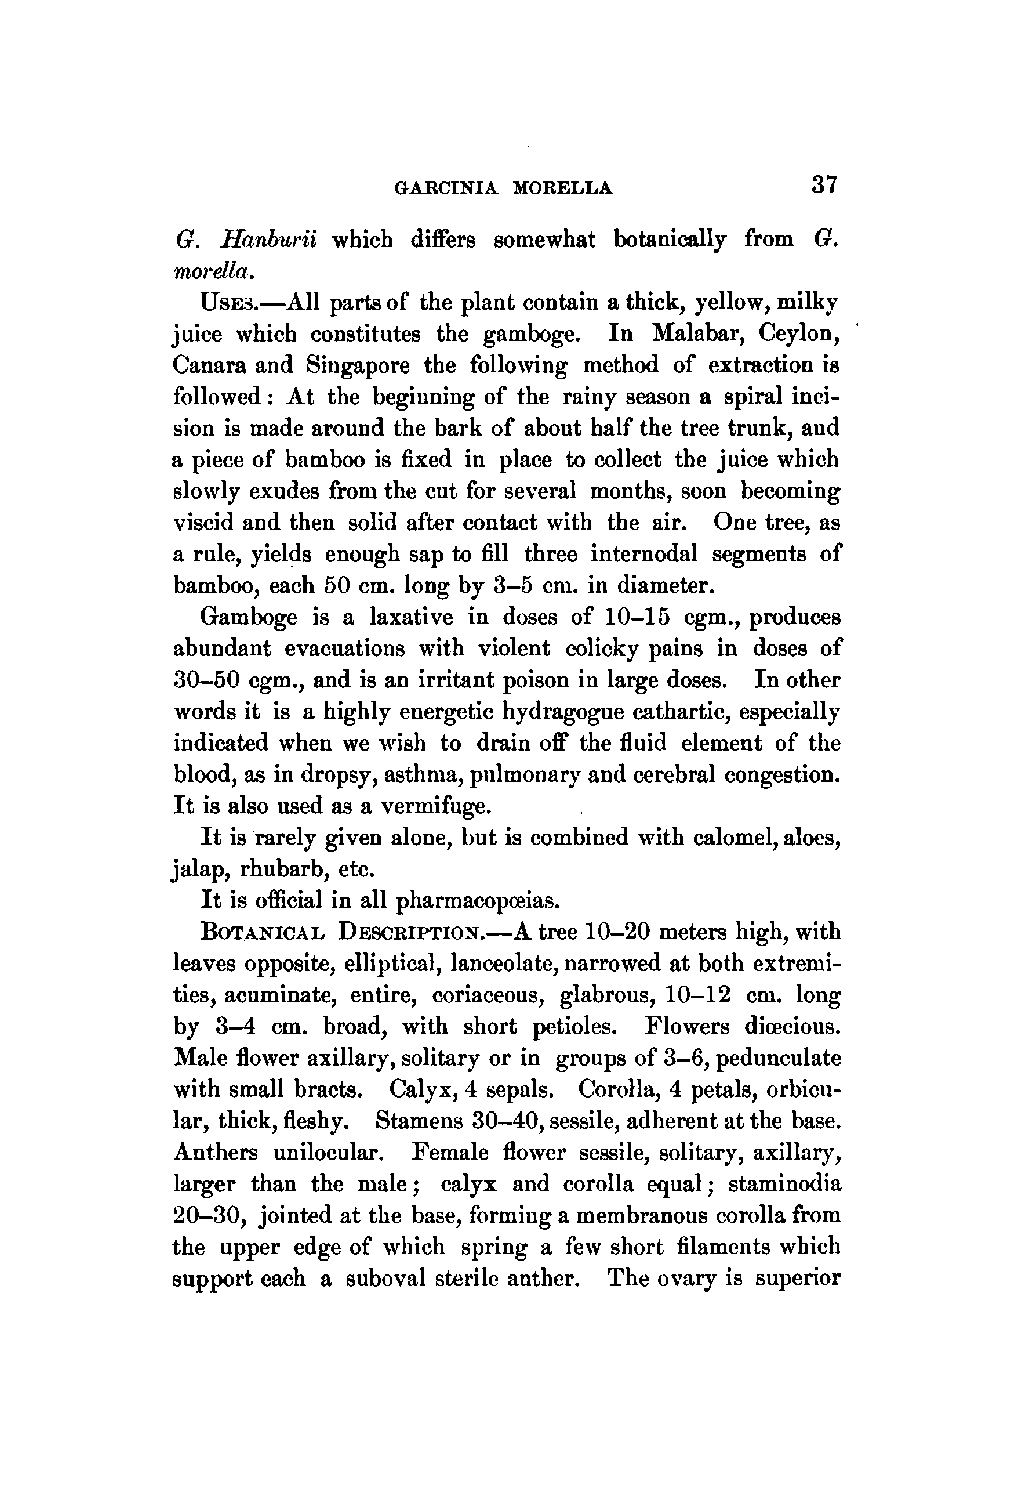 GARCINIA MORELLA 37
G. Hanburii which differs somewhat botanically from G.
morella.
USES.—All parts of the plant contain a thick, yellow, milky
juice which constitutes the gamboge. In Malabar, Ceylon,
Canara and Singapore the following method of extraction is
followed: At the beginning of the rainy season a spiral inci-
sion is made around the bark of about half the tree trunk, and
a piece of bamboo is fixed in place to collect the juice which
slowly exudes from the cut for several months, soon becoming
viscid and then solid after contact with the air. One tree, as
a rule, yields enough sap to fill three internodal segments of
bamboo, each 50 cm. long by 3–5 cm. in diameter.
Gamboge is a laxative in doses of 10–15 cgm., produces
abundant evacuations with violent colicky pains in doses of
30–50 cgm., and is an irritant poison in large doses. In other
words it is a highly energetic hydragogue cathartic, especially
indicated when we wish to drain off the fluid element of the
blood, as in dropsy, asthma, pulmonary and cerebral congestion.
It is also used as a vermifuge.
It is rarely given alone, but is combined with calomel, aloes,
jalap, rhubarb, etc.
It is official in all pharmacopœias.
BOTANICAL DESCRIPTION.—A tree 10–20 meters high, with
leaves opposite, elliptical, lanceolate, narrowed at both extremi-
ties, acuminate, entire, coriaceous, glabrous, 10–12 cm. long
by 3–4 cm. broad, with short petioles. Flowers diœcious.
Male flower axillary, solitary or in groups of 3–6, pedunculate
with small bracts. Calyx, 4 sepals. Corolla, 4 petals, orbicu-
lar, thick, fleshy. Stamens 30–40, sessile, adherent at the base.
Anthers unilocular. Female flower sessile, solitary, axillary,
larger than the male; calyx and corolla equal; staminodia
20–30, jointed at the base, forming a membranous corolla from
the upper edge of which spring a few short filaments which
support each a suboval sterile anther. The ovary is superior